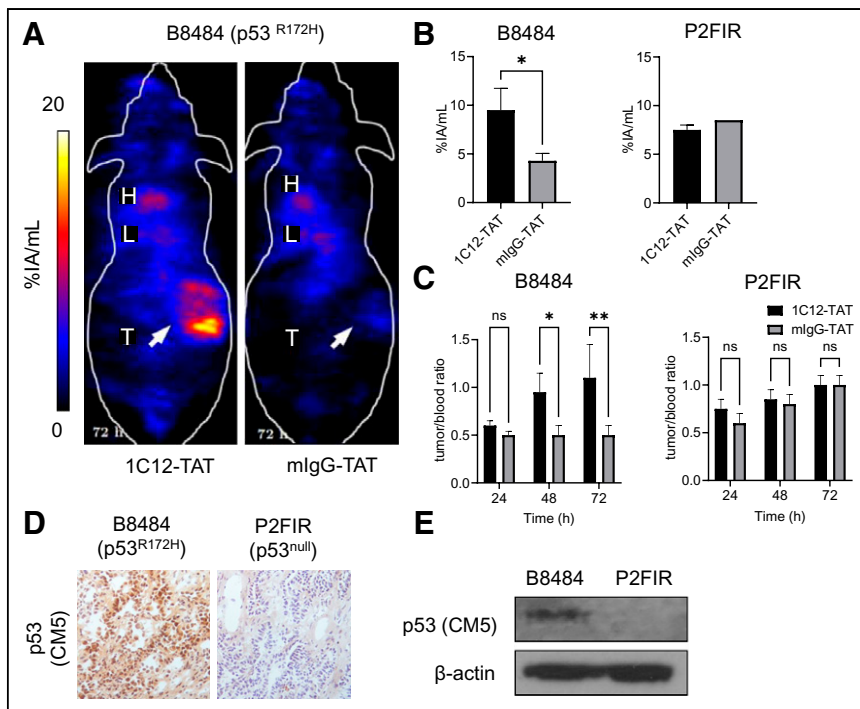 A
B8484 (p53 R172H)
20
%IA/mL
0
H
L
T
72 h
1C12-TAT
H
L
T
72 h
mIgG-TAT
B
B8484
%IA/mL
15
10
5
0
*
1C12-TAT
mIgG-TAT
P2FIR
%IA/mL
15
10
5
0
1C12-TAT
mIgG-TAT
C
B8484
tumor/blood ratio
1.5
1.0
0.5
0.0
ns
*
**
24 48 72
Time (h)
P2FIR
1C12-TAT
mIgG-TAT
tumor/blood ratio
1.5
1.0
0.5
0.0
ns
ns
ns
24 48 72
Time (h)
D
B8484
(p53R172H)
P2FIR
(p53null)
p53
(CM5)
E
B8484 P2FIR
p53 (CM5)
β-actin